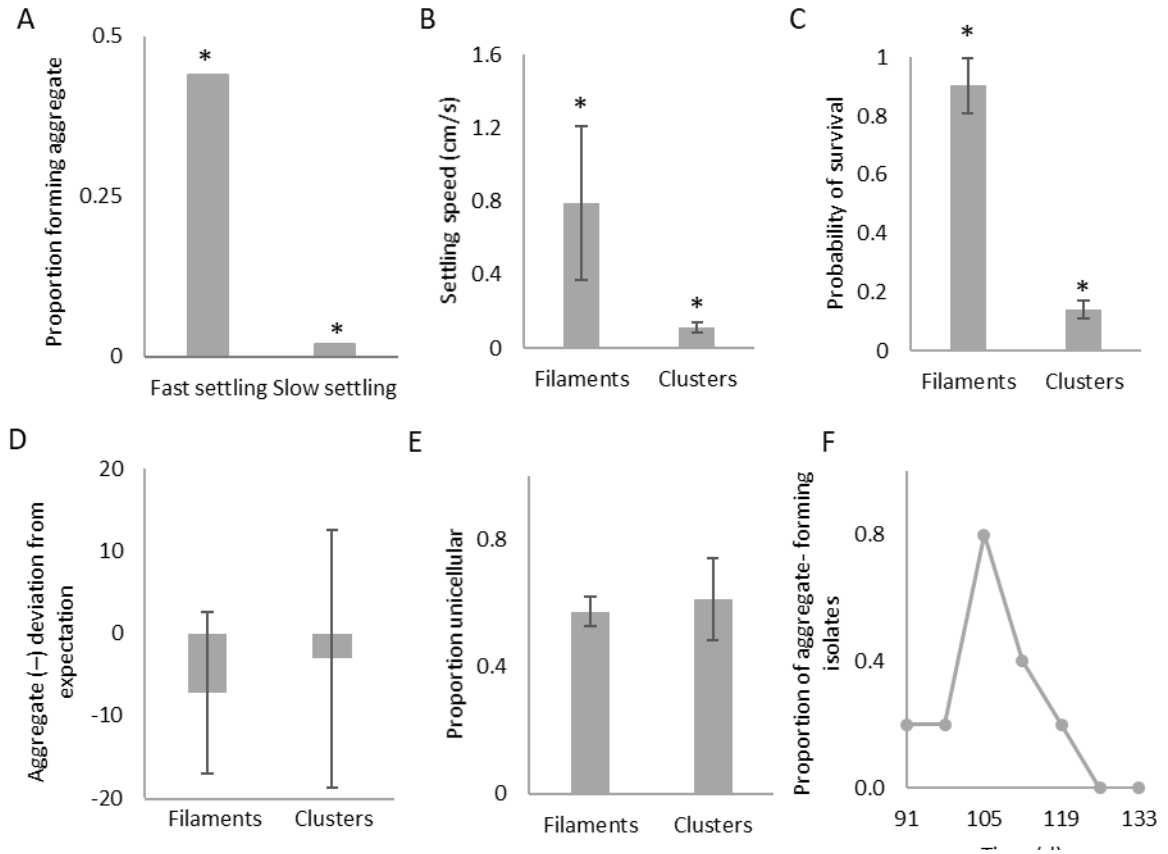 A
Proportion forming aggregate
0.5
0.25
0
*
*
Fast settling Slow settling
B
Settling speed (cm/s)
1.6
1.2
0.8
0.4
0
*
*
Filaments Clusters
C
Probability of survival
1
0.8
0.6
0.4
0.2
0
*
*
Filaments Clusters
D
Aggregate (–) deviation from
expectation
20
10
0
-10
-20
Filaments Clusters
E
Proportion unicellular
0.8
0.4
0
Filaments Clusters
F
Proportion of aggregate- forming
isolates
0.8
0.4
0.0
91 105 119 133